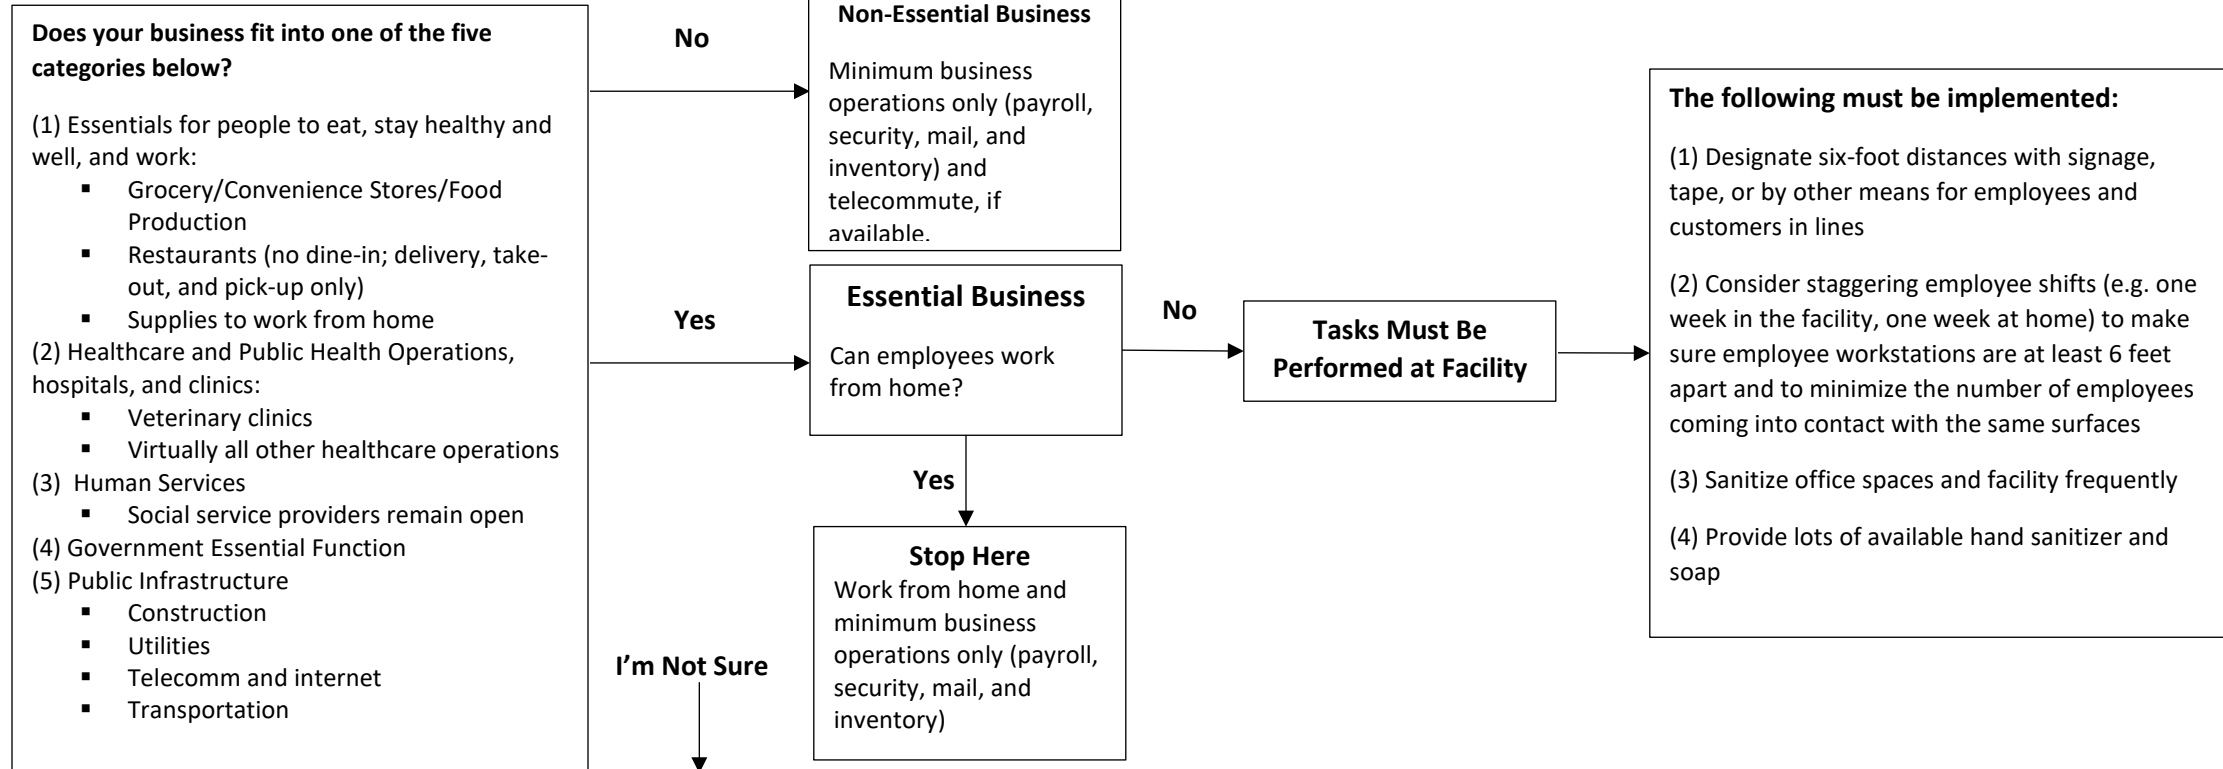 Does your business fit into one of the five
categories below?
(1) Essentials for people to eat, stay healthy and
well, and work:
▪ Grocery/Convenience Stores/Food
Production
▪ Restaurants (no dine-in; delivery, take-
out, and pick-up only)
▪ Supplies to work from home
(2) Healthcare and Public Health Operations,
hospitals, and clinics:
▪ Veterinary clinics
▪ Virtually all other healthcare operations
(3) Human Services
▪ Social service providers remain open
(4) Government Essential Function
(5) Public Infrastructure
▪ Construction
▪ Utilities
▪ Telecomm and internet
▪ Transportation
No
Non-Essential Business
Minimum business
operations only (payroll,
security, mail, and
inventory) and
telecommute, if
available.
Yes
Essential Business
Can employees work
from home?
No
Tasks Must Be
Performed at Facility
Yes
Stop Here
Work from home and
minimum business
operations only (payroll,
security, mail, and
inventory)
I'm Not Sure
The following must be implemented:
(1) Designate six-foot distances with signage,
tape, or by other means for employees and
customers in lines
(2) Consider staggering employee shifts (e.g. one
week in the facility, one week at home) to make
sure employee workstations are at least 6 feet
apart and to minimize the number of employees
coming into contact with the same surfaces
(3) Sanitize office spaces and facility frequently
(4) Provide lots of available hand sanitizer and
soap